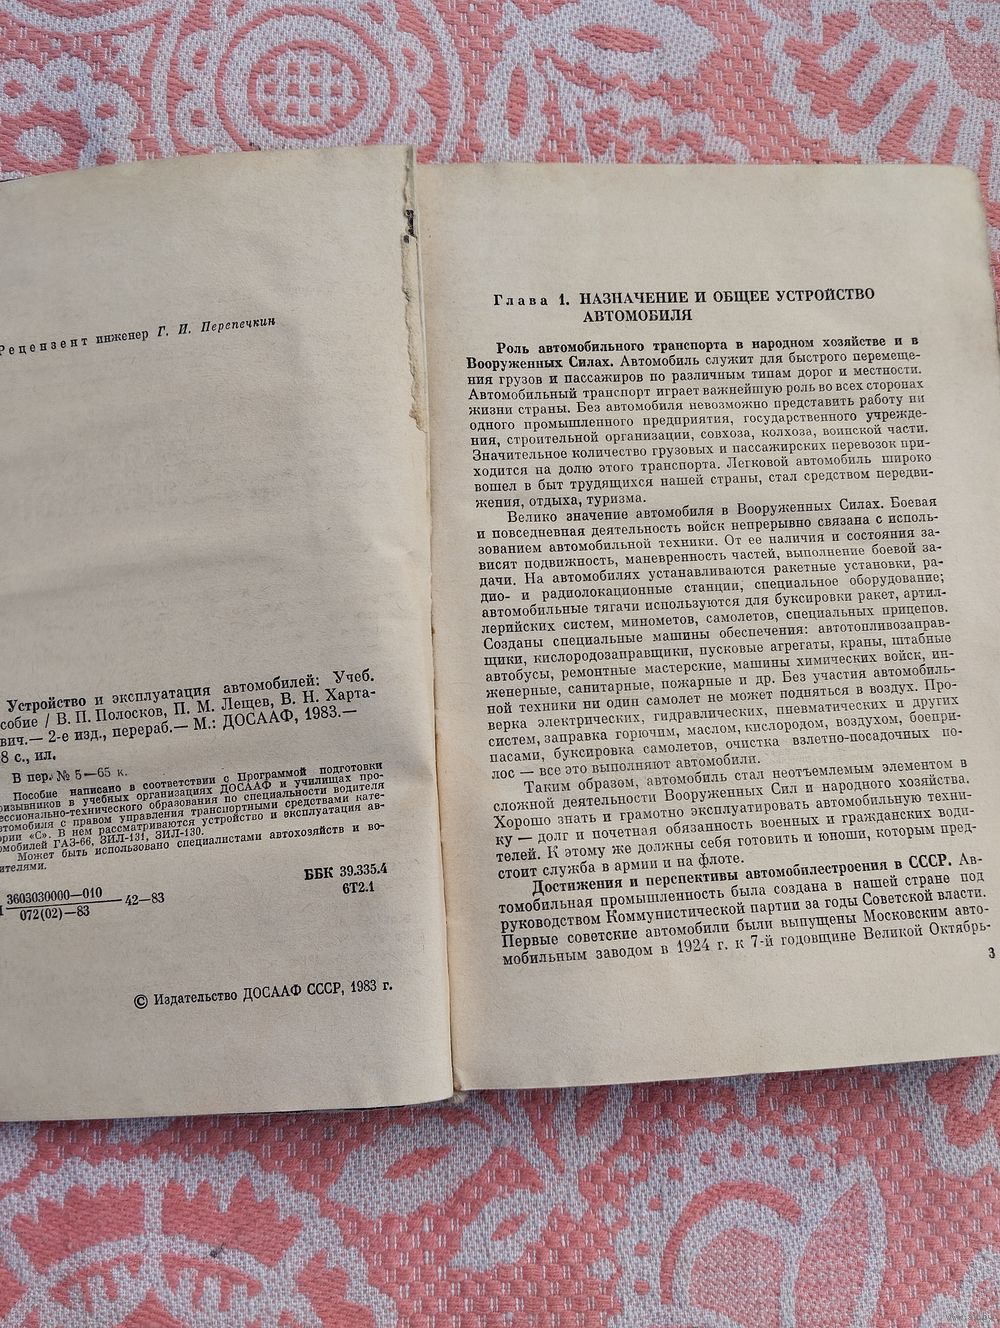 Рецензент инженер Г. И. Перепечкин
Устройство и эксплуатация автомобилей: Учеб.
собие / В. П. Полосков, П. М. Лещев, В. Н. Харта-
вич.— 2-е изд., перераб.— М.: ДОСААФ, 1983.—
8 с., ил.
В пер. № 5—65 к.
Пособие написано в соответствии с Программой подготовки
ризывников в учебных организациях ДОСААФ и училищах про-
ессионально-технического образования по специальности водителя
втомобиля с правом управления транспортными средствами кате-
ории «С». В нем рассматриваются устройство и эксплуатация ав-
омобилей ГАЗ-66, ЗИЛ-131, ЗИЛ-130.
Может быть использовано специалистами автохозяйств и во-
ителями.
3603030000—010
072(02)—83
42—83
ББК 39.335.4
6Т2.1
© Издательство ДОСААФ СССР, 1983 г.
Глава 1. НАЗНАЧЕНИЕ И ОБЩЕЕ УСТРОЙСТВО
АВТОМОБИЛЯ
Роль автомобильного транспорта в народном хозяйстве и в
Вооруженных Силах. Автомобиль служит для быстрого перемеще-
ния грузов и пассажиров по различным типам дорог и местности.
Автомобильный транспорт играет важнейшую роль во всех сторонах
жизни страны. Без автомобиля невозможно представить работу ни
одного промышленного предприятия, государственного учрежде-
ния, строительной организации, совхоза, колхоза, воинской части.
Значительное количество грузовых и пассажирских перевозок при-
ходится на долю этого транспорта. Легковой автомобиль широко
вошел в быт трудящихся нашей страны, стал средством передви-
жения, отдыха, туризма.
Велико значение автомобиля в Вооруженных Силах. Боевая
и повседневная деятельность войск непрерывно связана с исполь-
зованием автомобильной техники. От ее наличия и состояния за-
висят подвижность, маневренность частей, выполнение боевой за-
дачи. На автомобилях устанавливаются ракетные установки, ра-
дио- и радиолокационные станции, специальное оборудование;
автомобильные тягачи используются для буксировки ракет, артил-
лерийских систем, минометов, самолетов, специальных прицепов.
Созданы специальные машины обеспечения: автотопливозаправ-
щики, кислородозаправщики, пусковые агрегаты, краны, штабные
автобусы, ремонтные мастерские, машины химических войск, ин-
женерные, санитарные, пожарные и др. Без участия автомобиль-
ной техники ни один самолет не может подняться в воздух. Про-
верка электрических, гидравлических, пневматических и других
систем, заправка горючим, маслом, кислородом, воздухом, боепри-
пасами, буксировка самолетов, очистка взлетно-посадочных по-
лос — все это выполняют автомобили.
Таким образом, автомобиль стал неотъемлемым элементом в
сложной деятельности Вооруженных Сил и народного хозяйства.
Хорошо знать и грамотно эксплуатировать автомобильную техни-
ку — долг и почетная обязанность военных и гражданских води-
телей. К этому же должны себя готовить и юноши, которым пред-
стоит служба в армии и на флоте.
Достижения и перспективы автомобилестроения в СССР. Ав-
томобильная промышленность была создана в нашей стране под
руководством Коммунистической партии за годы Советской власти.
Первые советские автомобили были выпущены Московским авто-
мобильным заводом в 1924 г. к 7-й годовщине Великой Октябрь-
3